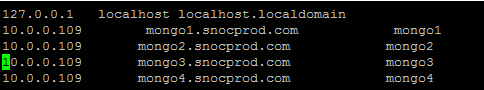 127.0.0.1 localhost localhost.localdomain
10.0.0.109 mongo1.snocprod.com mongo1
10.0.0.109 mongo2.snocprod.com mongo2
10.0.0.109 mongo3.snocprod.com mongo3
10.0.0.109 mongo4.snocprod.com mongo4